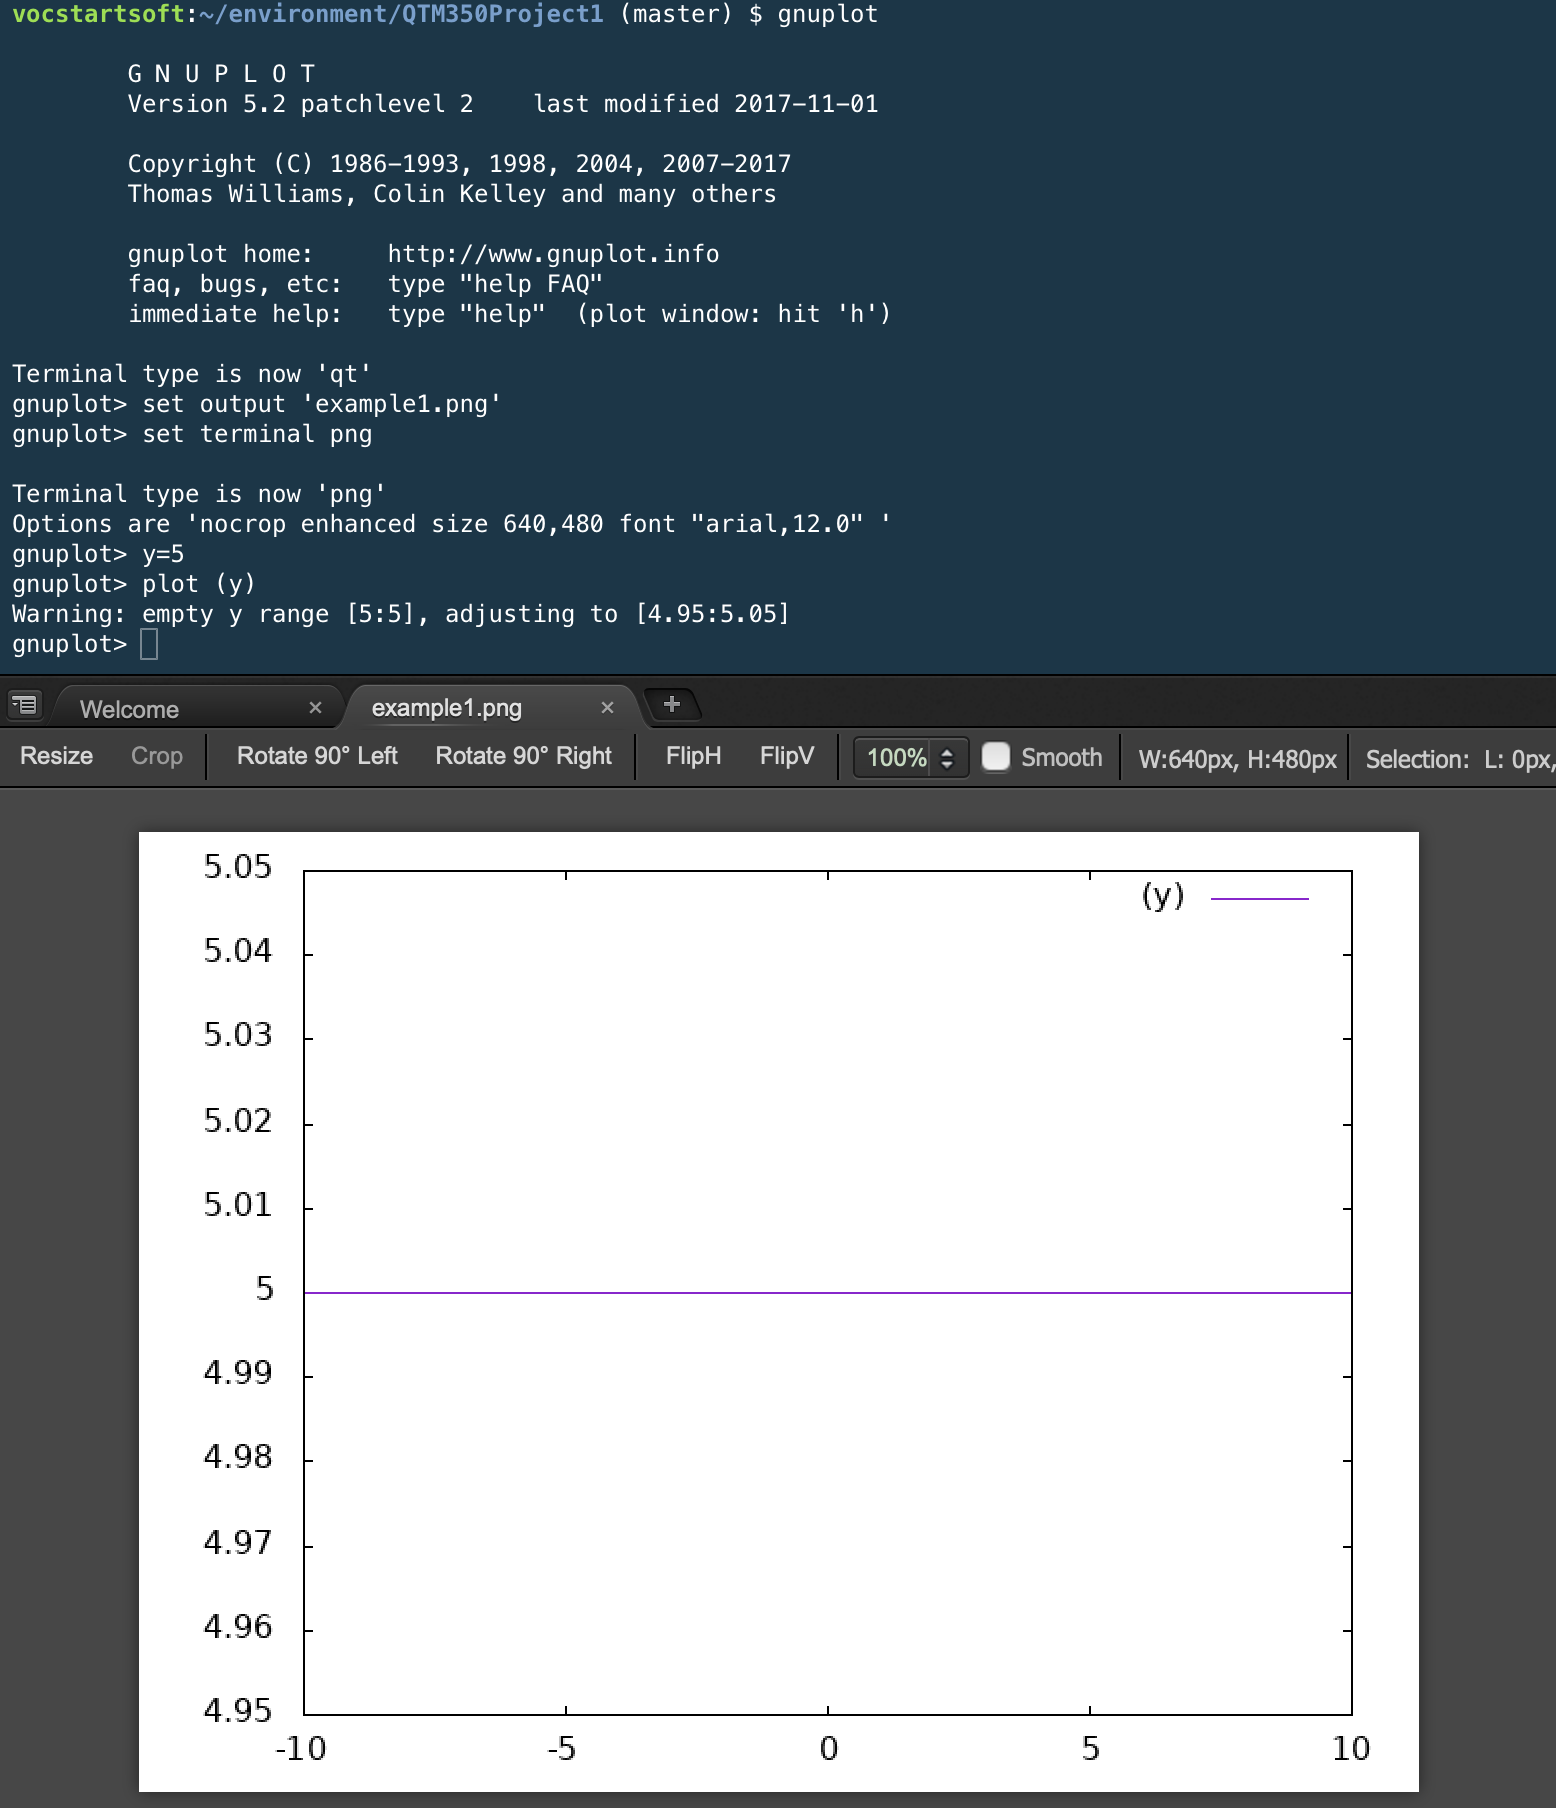 vocstartsoft:~/environment/QTM350Project1 (master) $ gnuplot
G N U P L O T
Version 5.2 patchlevel 2    last modified 2017-11-01
Copyright (C) 1986-1993, 1998, 2004, 2007-2017
Thomas Williams, Colin Kelley and many others
gnuplot home:     http://www.gnuplot.info
faq, bugs, etc:   type "help FAQ"
immediate help:   type "help"  (plot window: hit 'h')
Terminal type is now 'qt'
gnuplot> set output 'example1.png'
gnuplot> set terminal png
Terminal type is now 'png'
Options are 'nocrop enhanced size 640,480 font "arial,12.0" '
gnuplot> y=5
gnuplot> plot (y)
Warning: empty y range [5:5], adjusting to [4.95:5.05]
gnuplot>
Welcome × example1.png × +
Resize Crop Rotate 90° Left Rotate 90° Right FlipH FlipV 100% Smooth W:640px, H:480px Selection: L: 0px,
5.05
(y)
5.04
5.03
5.02
5.01
5
4.99
4.98
4.97
4.96
4.95
-10 -5 0 5 10